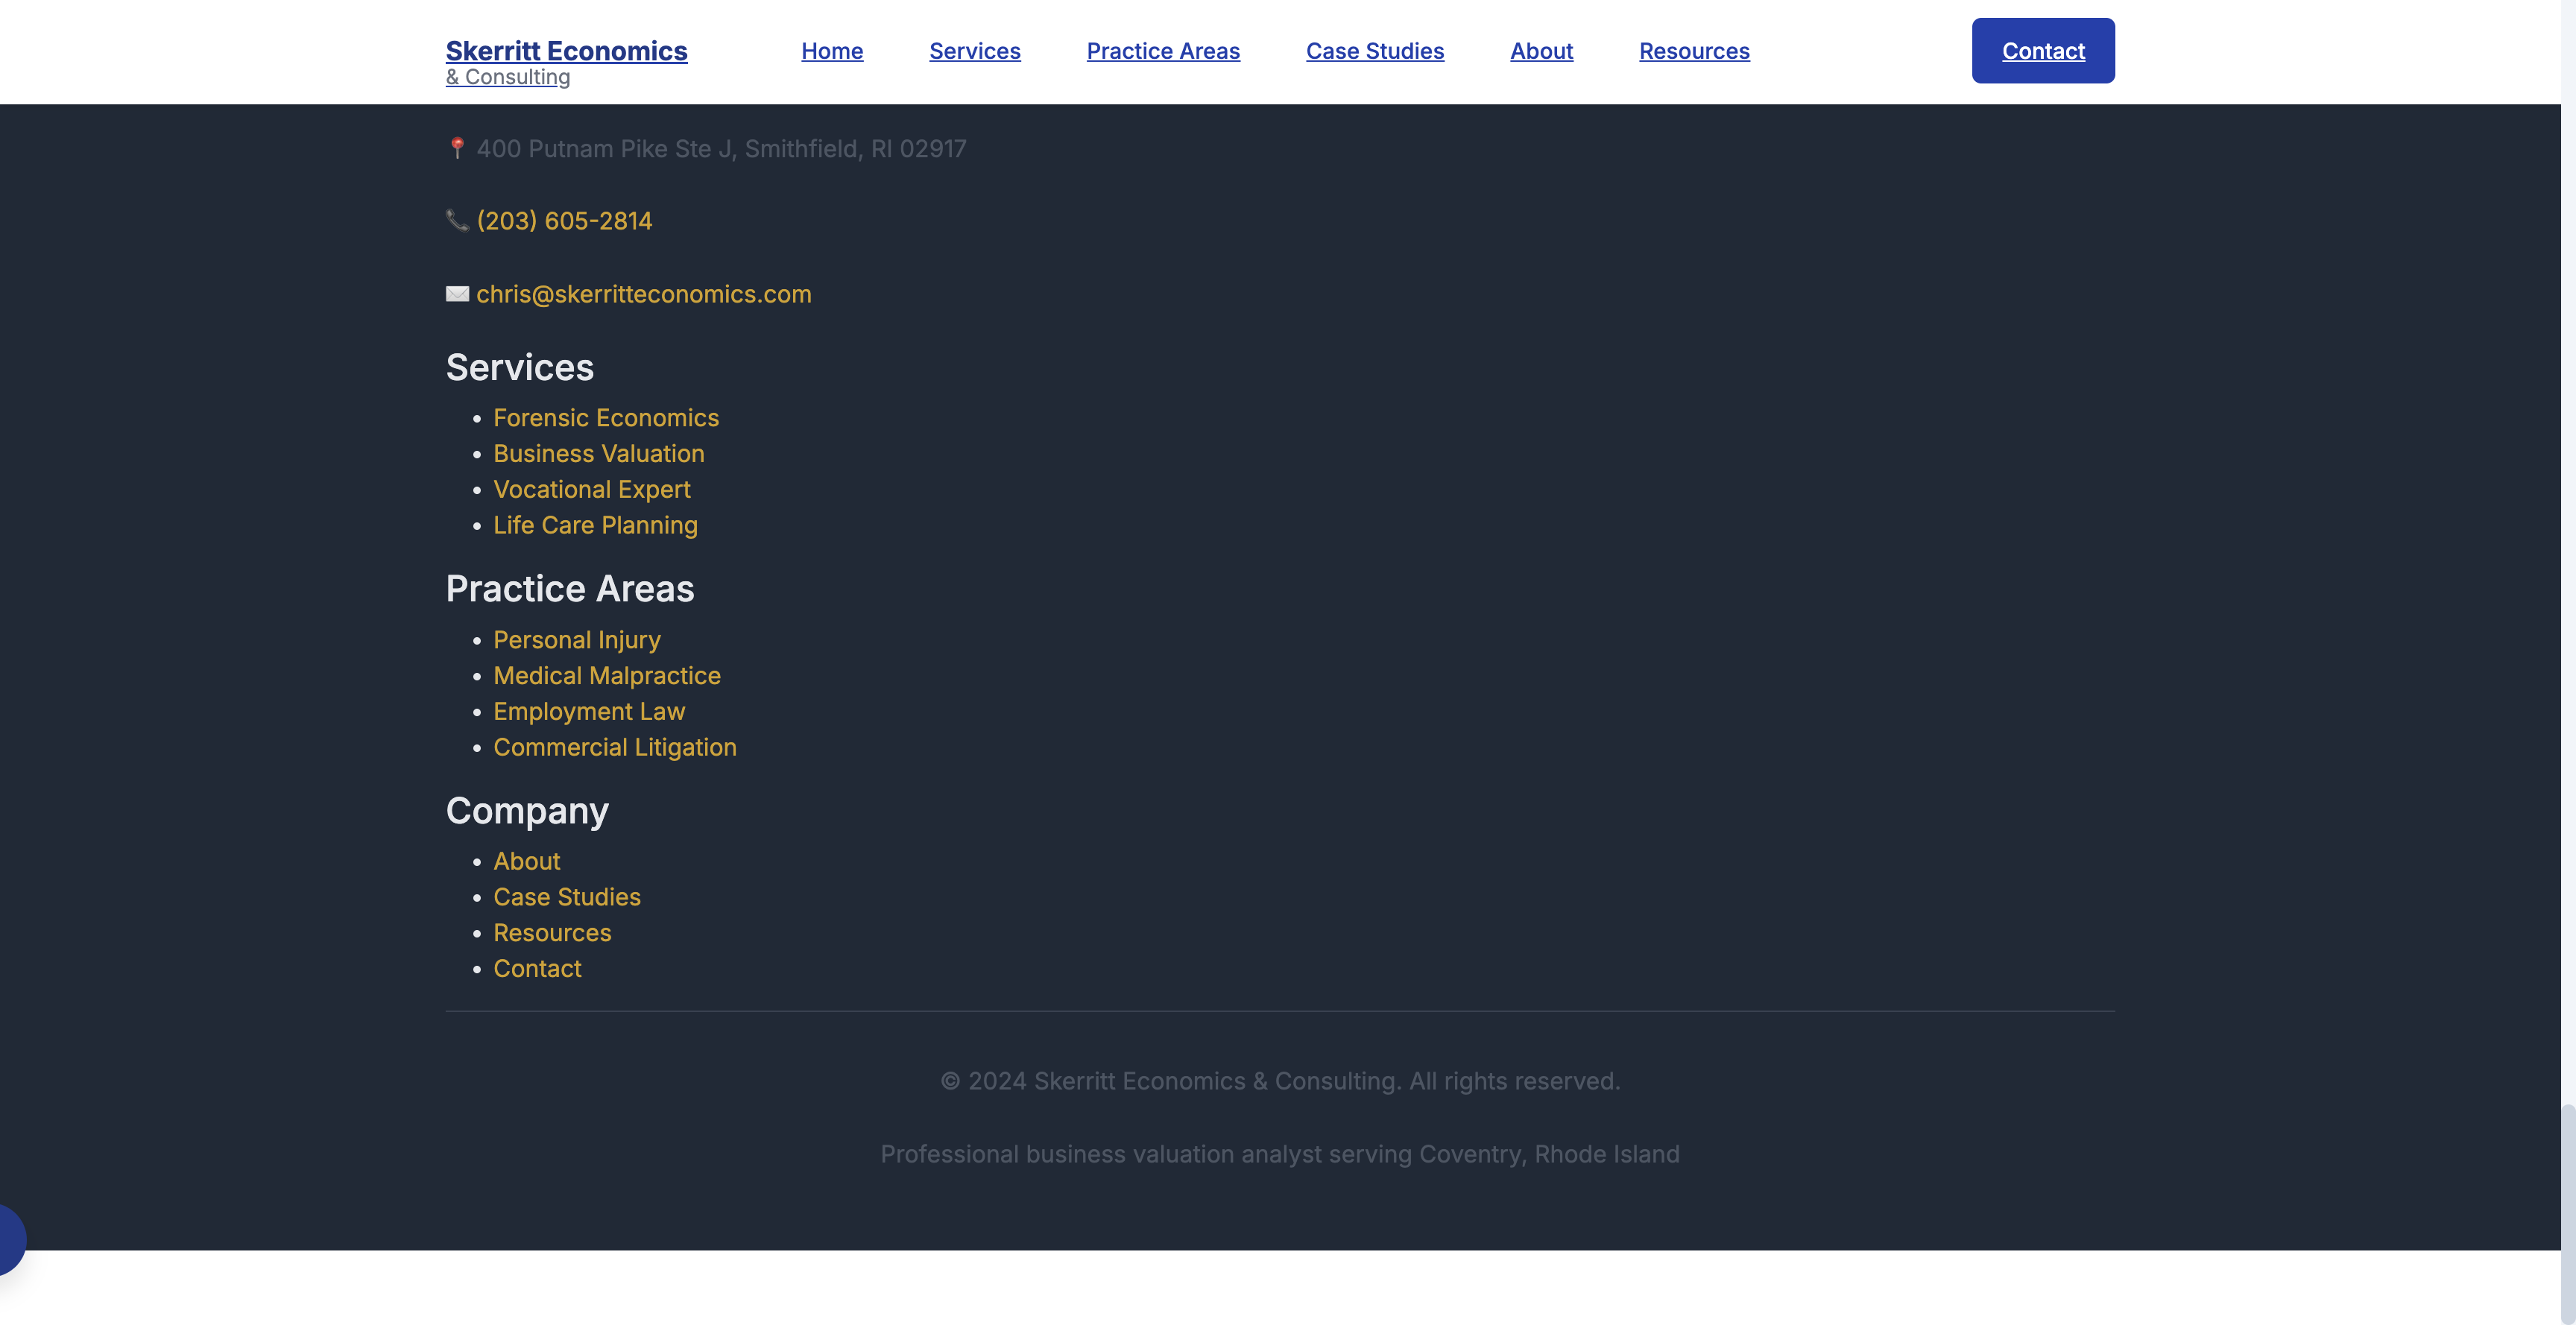 Skerritt Economics
& Consulting
Home
Services
Practice Areas
Case Studies
About
Resources
Contact
400 Putnam Pike Ste J, Smithfield, RI 02917
(203) 605-2814
chris@skerritteconomics.com
Services
Forensic Economics
Business Valuation
Vocational Expert
Life Care Planning
Practice Areas
Personal Injury
Medical Malpractice
Employment Law
Commercial Litigation
Company
About
Case Studies
Resources
Contact
© 2024 Skerritt Economics & Consulting. All rights reserved.
Professional business valuation analyst serving Coventry, Rhode Island